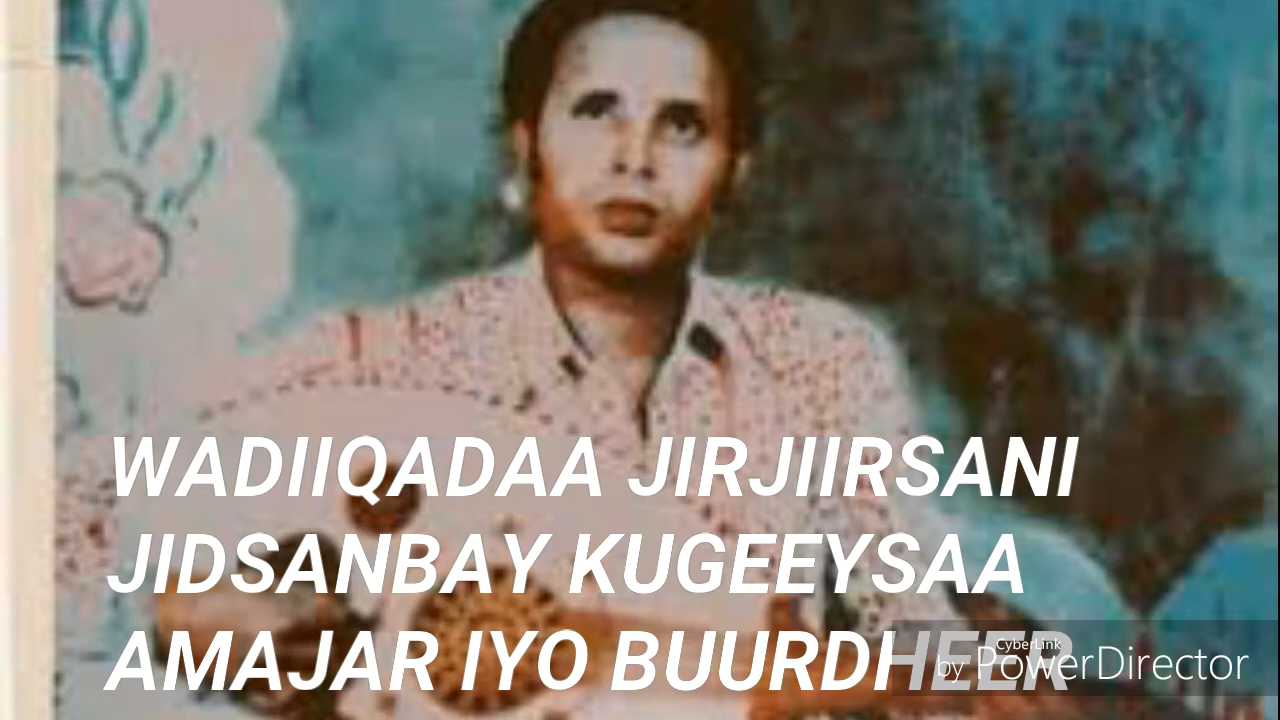 WADIIQADAA JIRJIIRSANI
JIDSANBAY KUGEEYSAA
AMAJAR IYO BUURDHEER
CyberLink
by PowerDirector